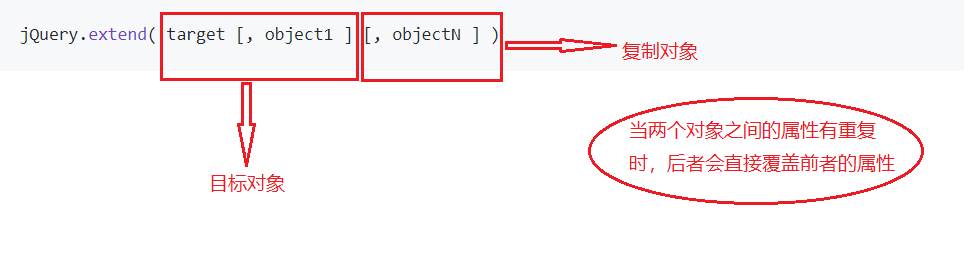 jQuery.extend( target [, object1 ] [, objectN ] )
复制对象
当两个对象之间的属性有重复
时，后者会直接覆盖前者的属性
目标对象